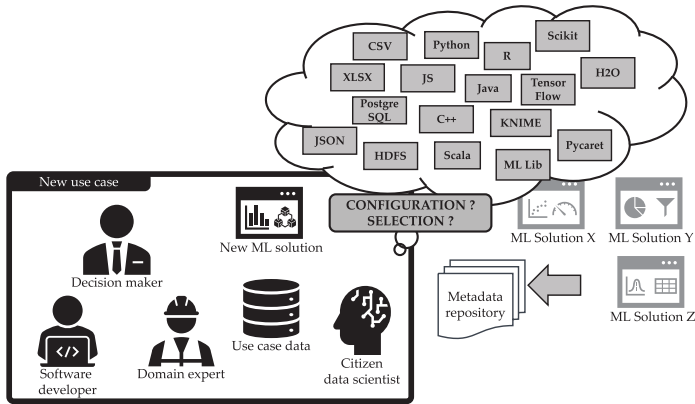 CSV
Python
R
Scikit
XLSX
JS
Java
Tensor
Flow
H2O
Postgre
SQL
C++
KNIME
JSON
HDFS
Scala
ML Lib
Pycaret
CONFIGURATION ?
SELECTION ?
New use case
New ML solution
Decision maker
Software
developer
Domain expert
Use case data
Citizen
data scientist
ML Solution X
ML Solution Y
Metadata
repository
ML Solution Z